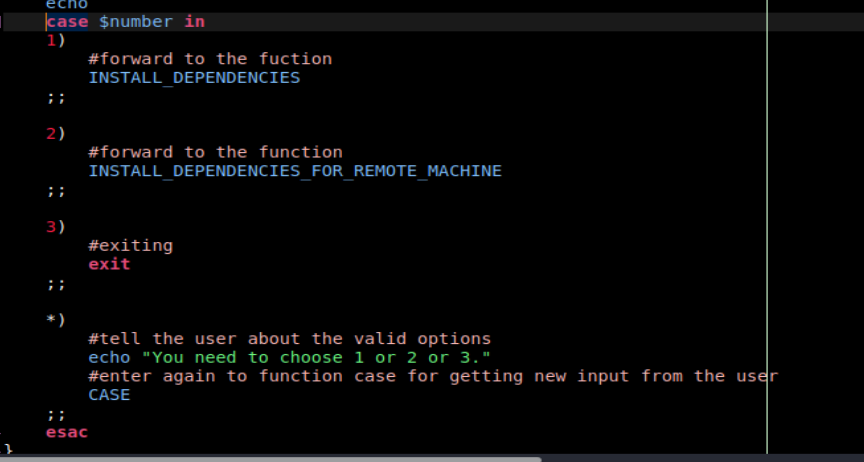 echo
case $number in
1)
#forward to the fuction
INSTALL_DEPENDENCIES
;;
2)
#forward to the function
INSTALL_DEPENDENCIES_FOR_REMOTE_MACHINE
;;
3)
#exiting
exit
;;
*)
#tell the user about the valid options
echo "You need to choose 1 or 2 or 3."
#enter again to function case for getting new input from the user
CASE
;;
esac
}